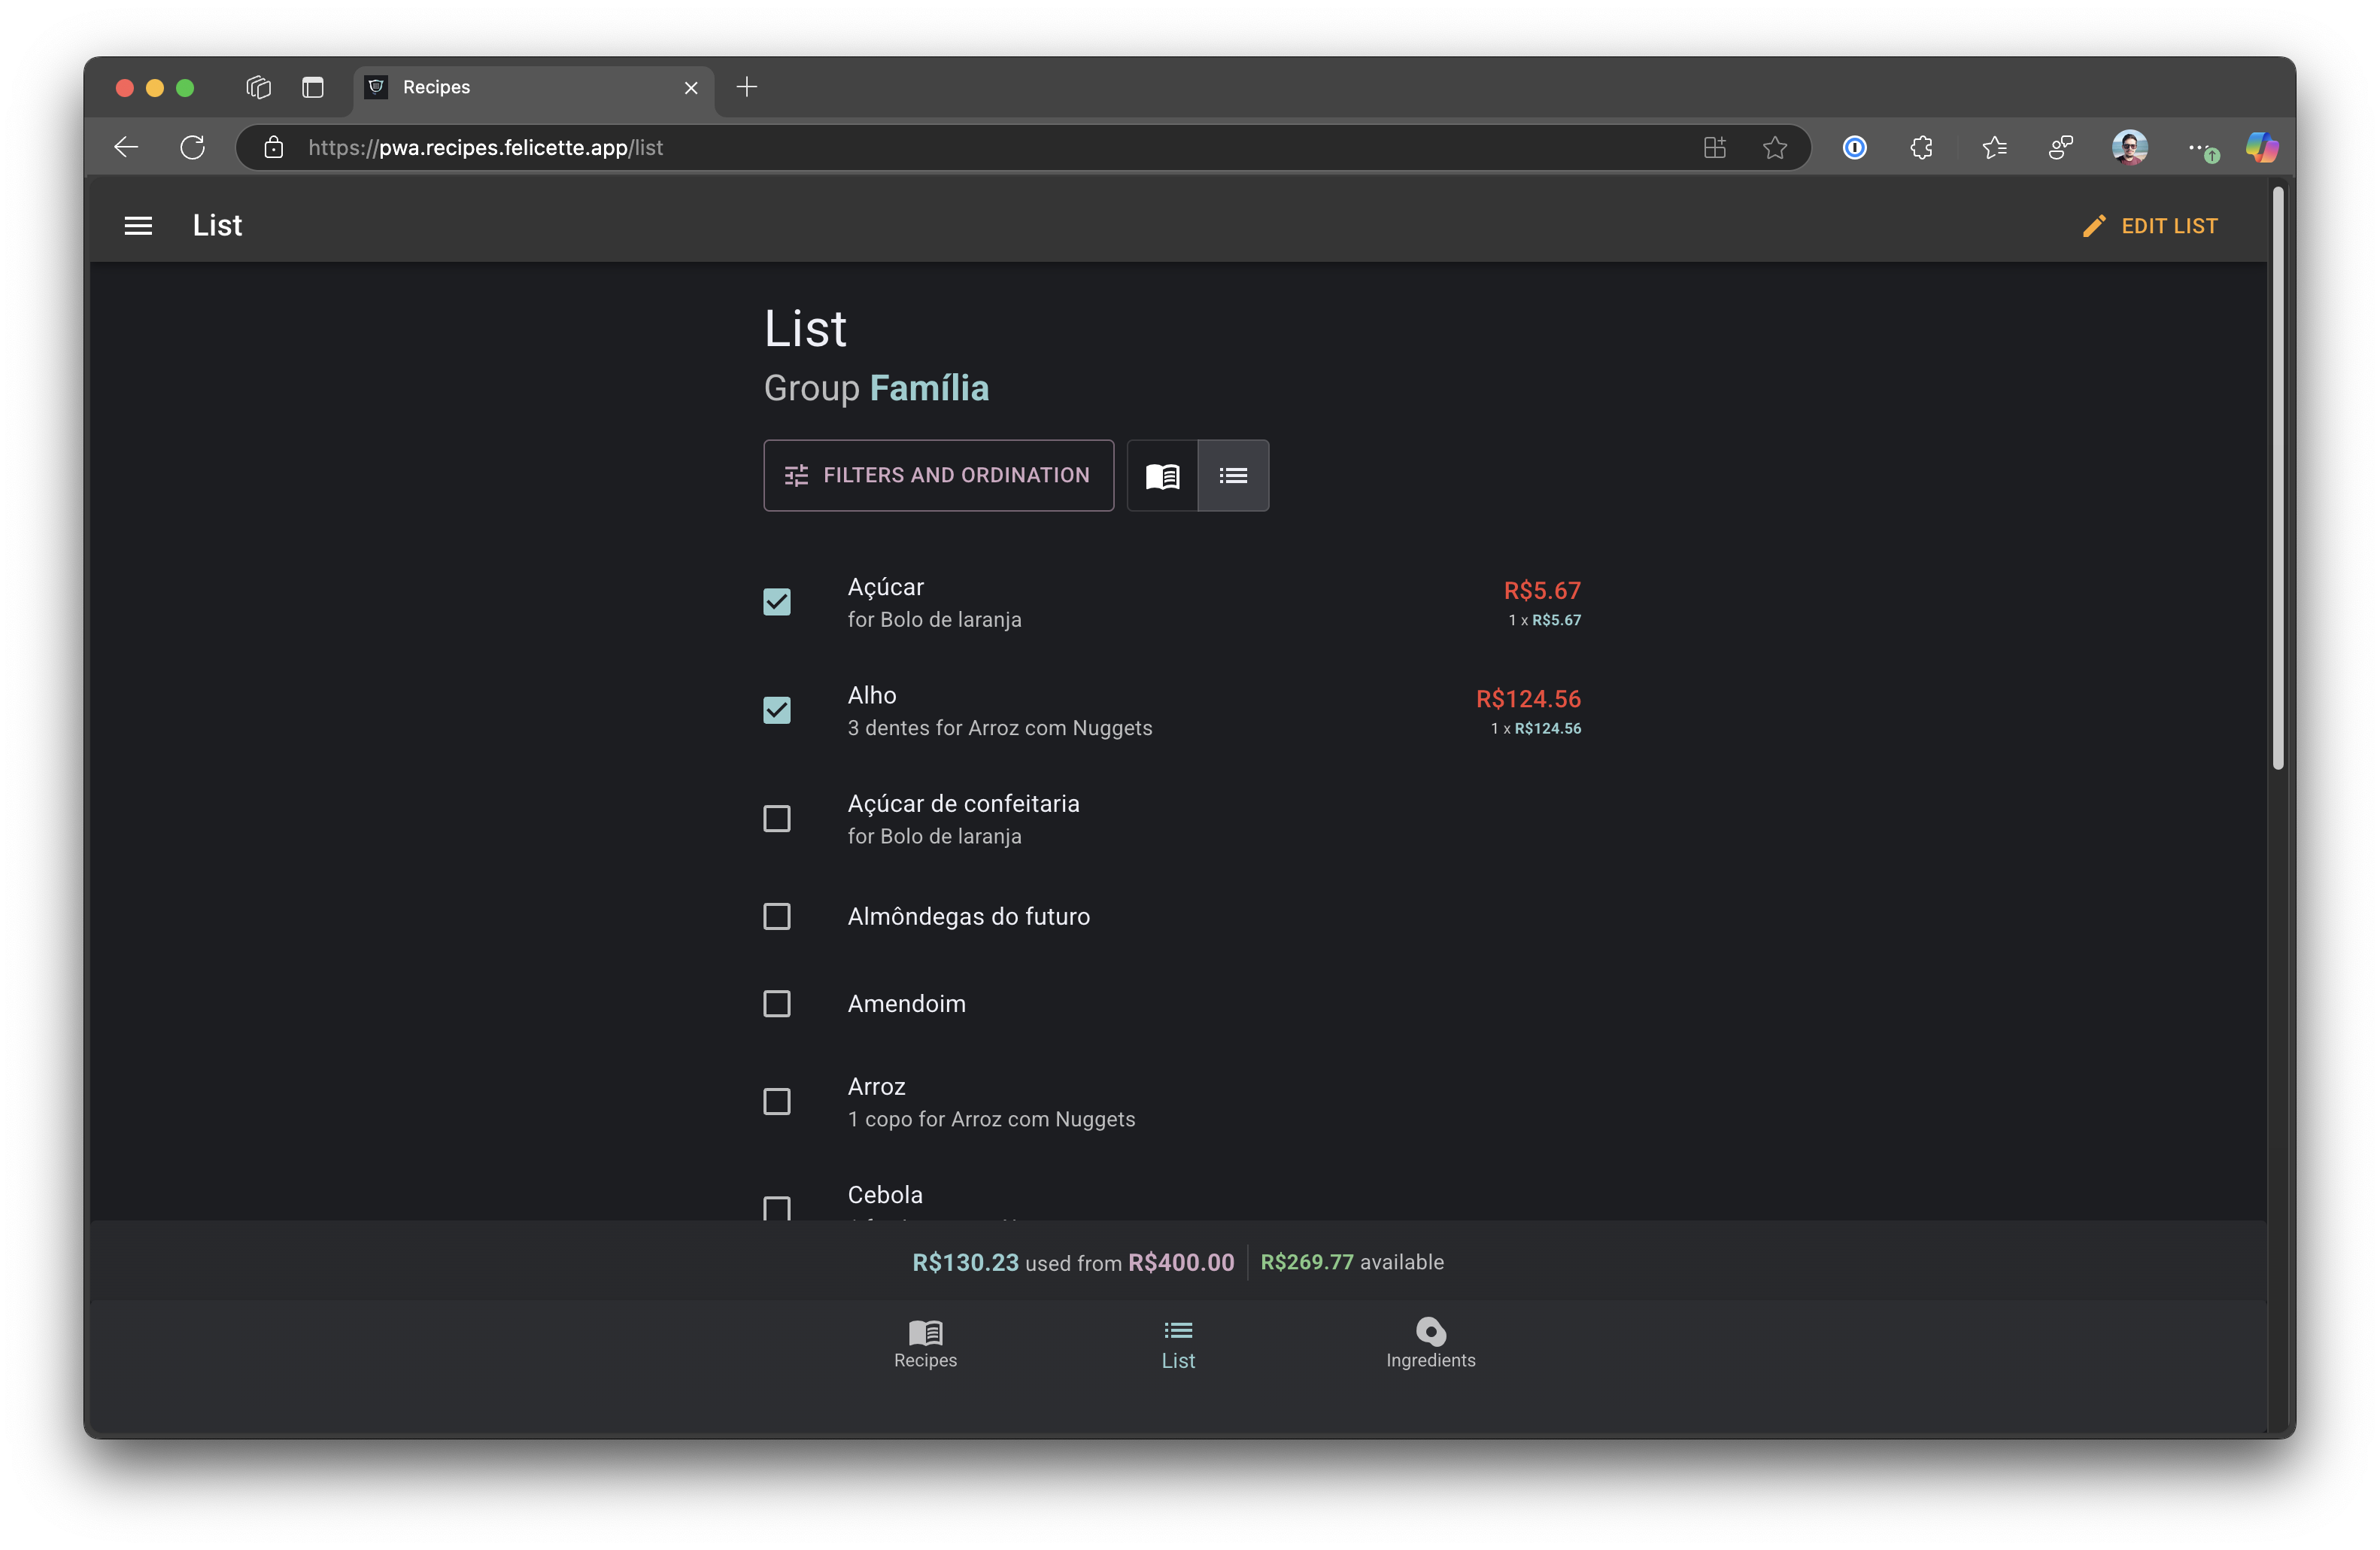 Recipes
https://pwa.recipes.felicette.app/list
List
EDIT LIST
List
Group Família
FILTERS AND ORDINATION
Açúcar
R$5.67
for Bolo de laranja
1 x R$5.67
Alho
R$124.56
3 dentes for Arroz com Nuggets
1 x R$124.56
Açúcar de confeitaria
for Bolo de laranja
Almôndegas do futuro
Amendoim
Arroz
1 copo for Arroz com Nuggets
Cebola
R$130.23 used from R$400.00
R$269.77 available
Recipes
List
Ingredients